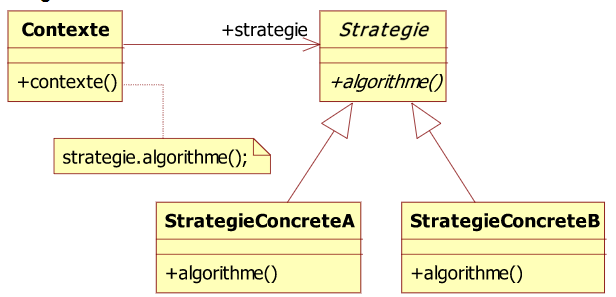 Contexte
+strategie
Strategie
+contexte()
+algorithme()
strategie.algorithme();
StrategieConcreteA
StrategieConcreteB
+algorithme()
+algorithme()